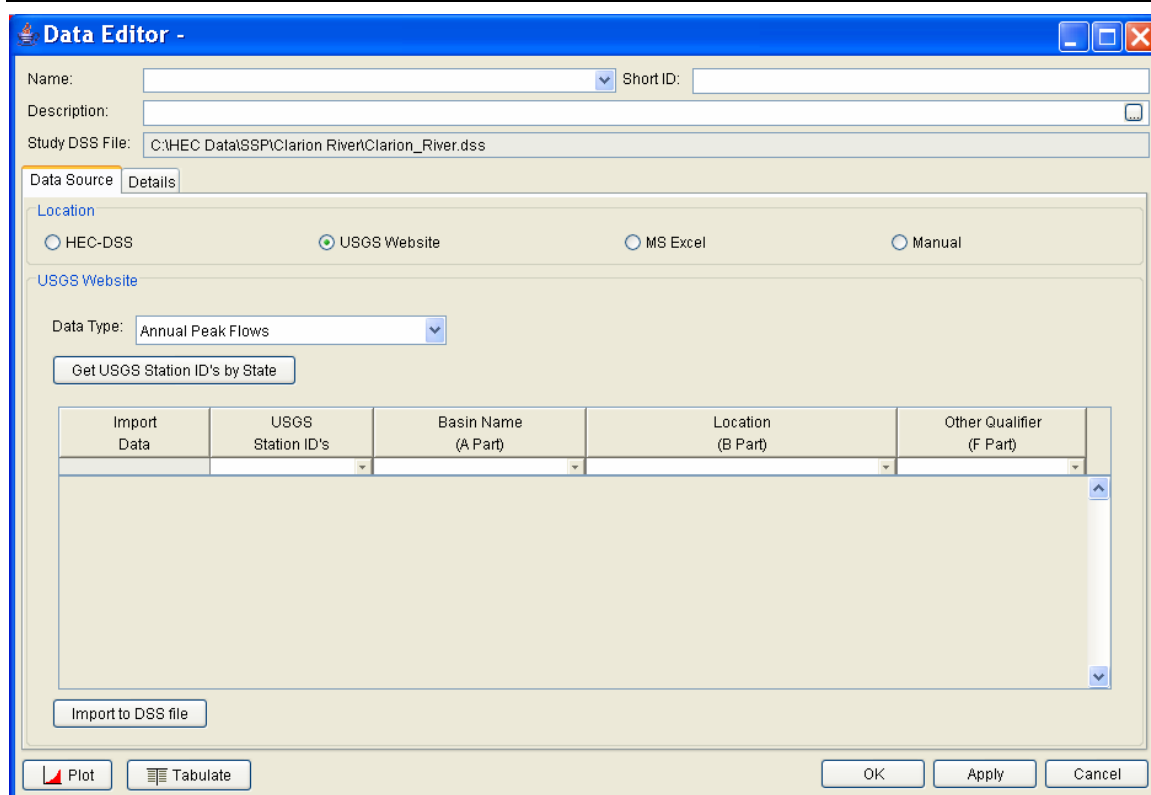 Data Editor -
Name: Short ID:
Description: ...
Study DSS File: C:\HEC Data\SSP\Clarion River\Clarion_River.dss
Data Source Details
Location
HEC-DSS USGS Website MS Excel Manual
USGS Website
Data Type: Annual Peak Flows
Get USGS Station ID's by State
Import USGS Basin Name Location Other Qualifier
Data Station ID's (A Part) (B Part) (F Part)
Import to DSS file
Plot Tabulate OK Apply Cancel